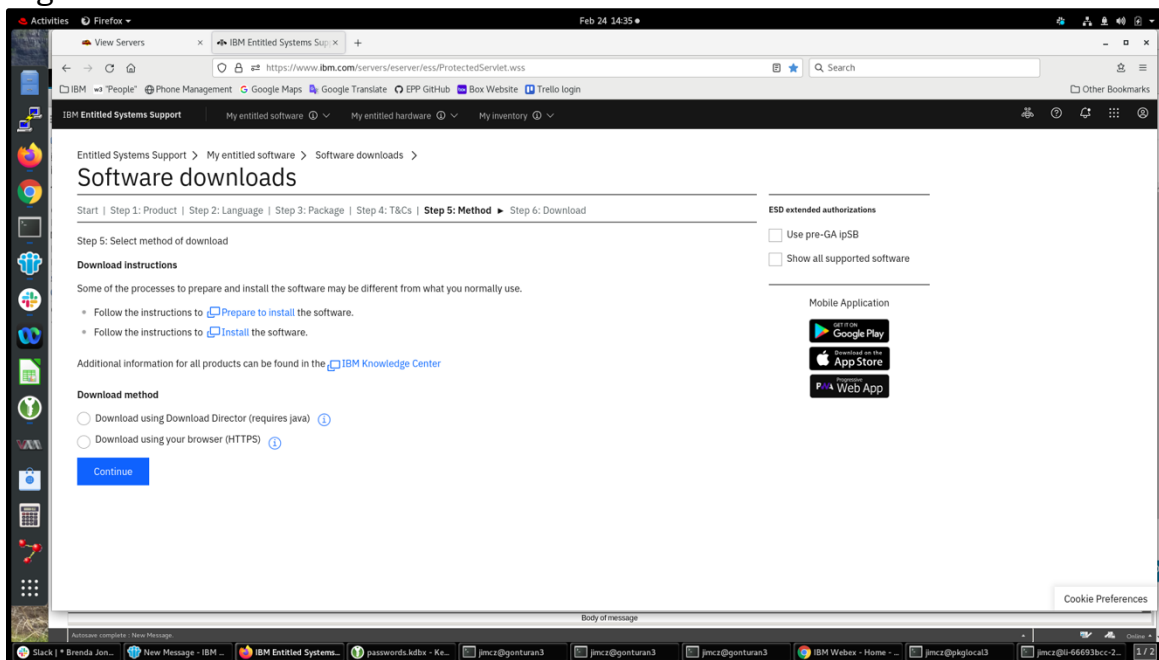 Activities Firefox Feb 24 14:35
View Servers × IBM Entitled Systems Sup × +
https://www.ibm.com/servers/eserver/ess/ProtectedServlet.wss Search
IBM w3 "People" Phone Management Google Maps Google Translate EPP GitHub Box Website Trello login Other Bookmarks
IBM Entitled Systems Support My entitled software My entitled hardware My inventory
Entitled Systems Support > My entitled software > Software downloads >
Software downloads
Start | Step 1: Product | Step 2: Language | Step 3: Package | Step 4: T&Cs | Step 5: Method ► Step 6: Download
Step 5: Select method of download
Download instructions
Some of the processes to prepare and install the software may be different from what you normally use.
Follow the instructions to Prepare to install the software.
Follow the instructions to Install the software.
Additional information for all products can be found in the IBM Knowledge Center
Download method
Download using Download Director (requires java)
Download using your browser (HTTPS)
Continue
ESD extended authorizations
Use pre-GA ipSB
Show all supported software
Mobile Application
GET IT ON
Google Play
Download on the
App Store
Progressive
PWA Web App
Cookie Preferences
Body of message
Autosave complete : New Message Online
Slack | * Brenda Jon... New Message - IBM ... IBM Entitled Systems... passwords.kdbx - Ke... jimcz@gonturan3 jimcz@gonturan3 jimcz@gonturan3 IBM Webex - Home - ... jimcz@pkglocal3 jimcz@li-66693bcc-2... 1 / 2